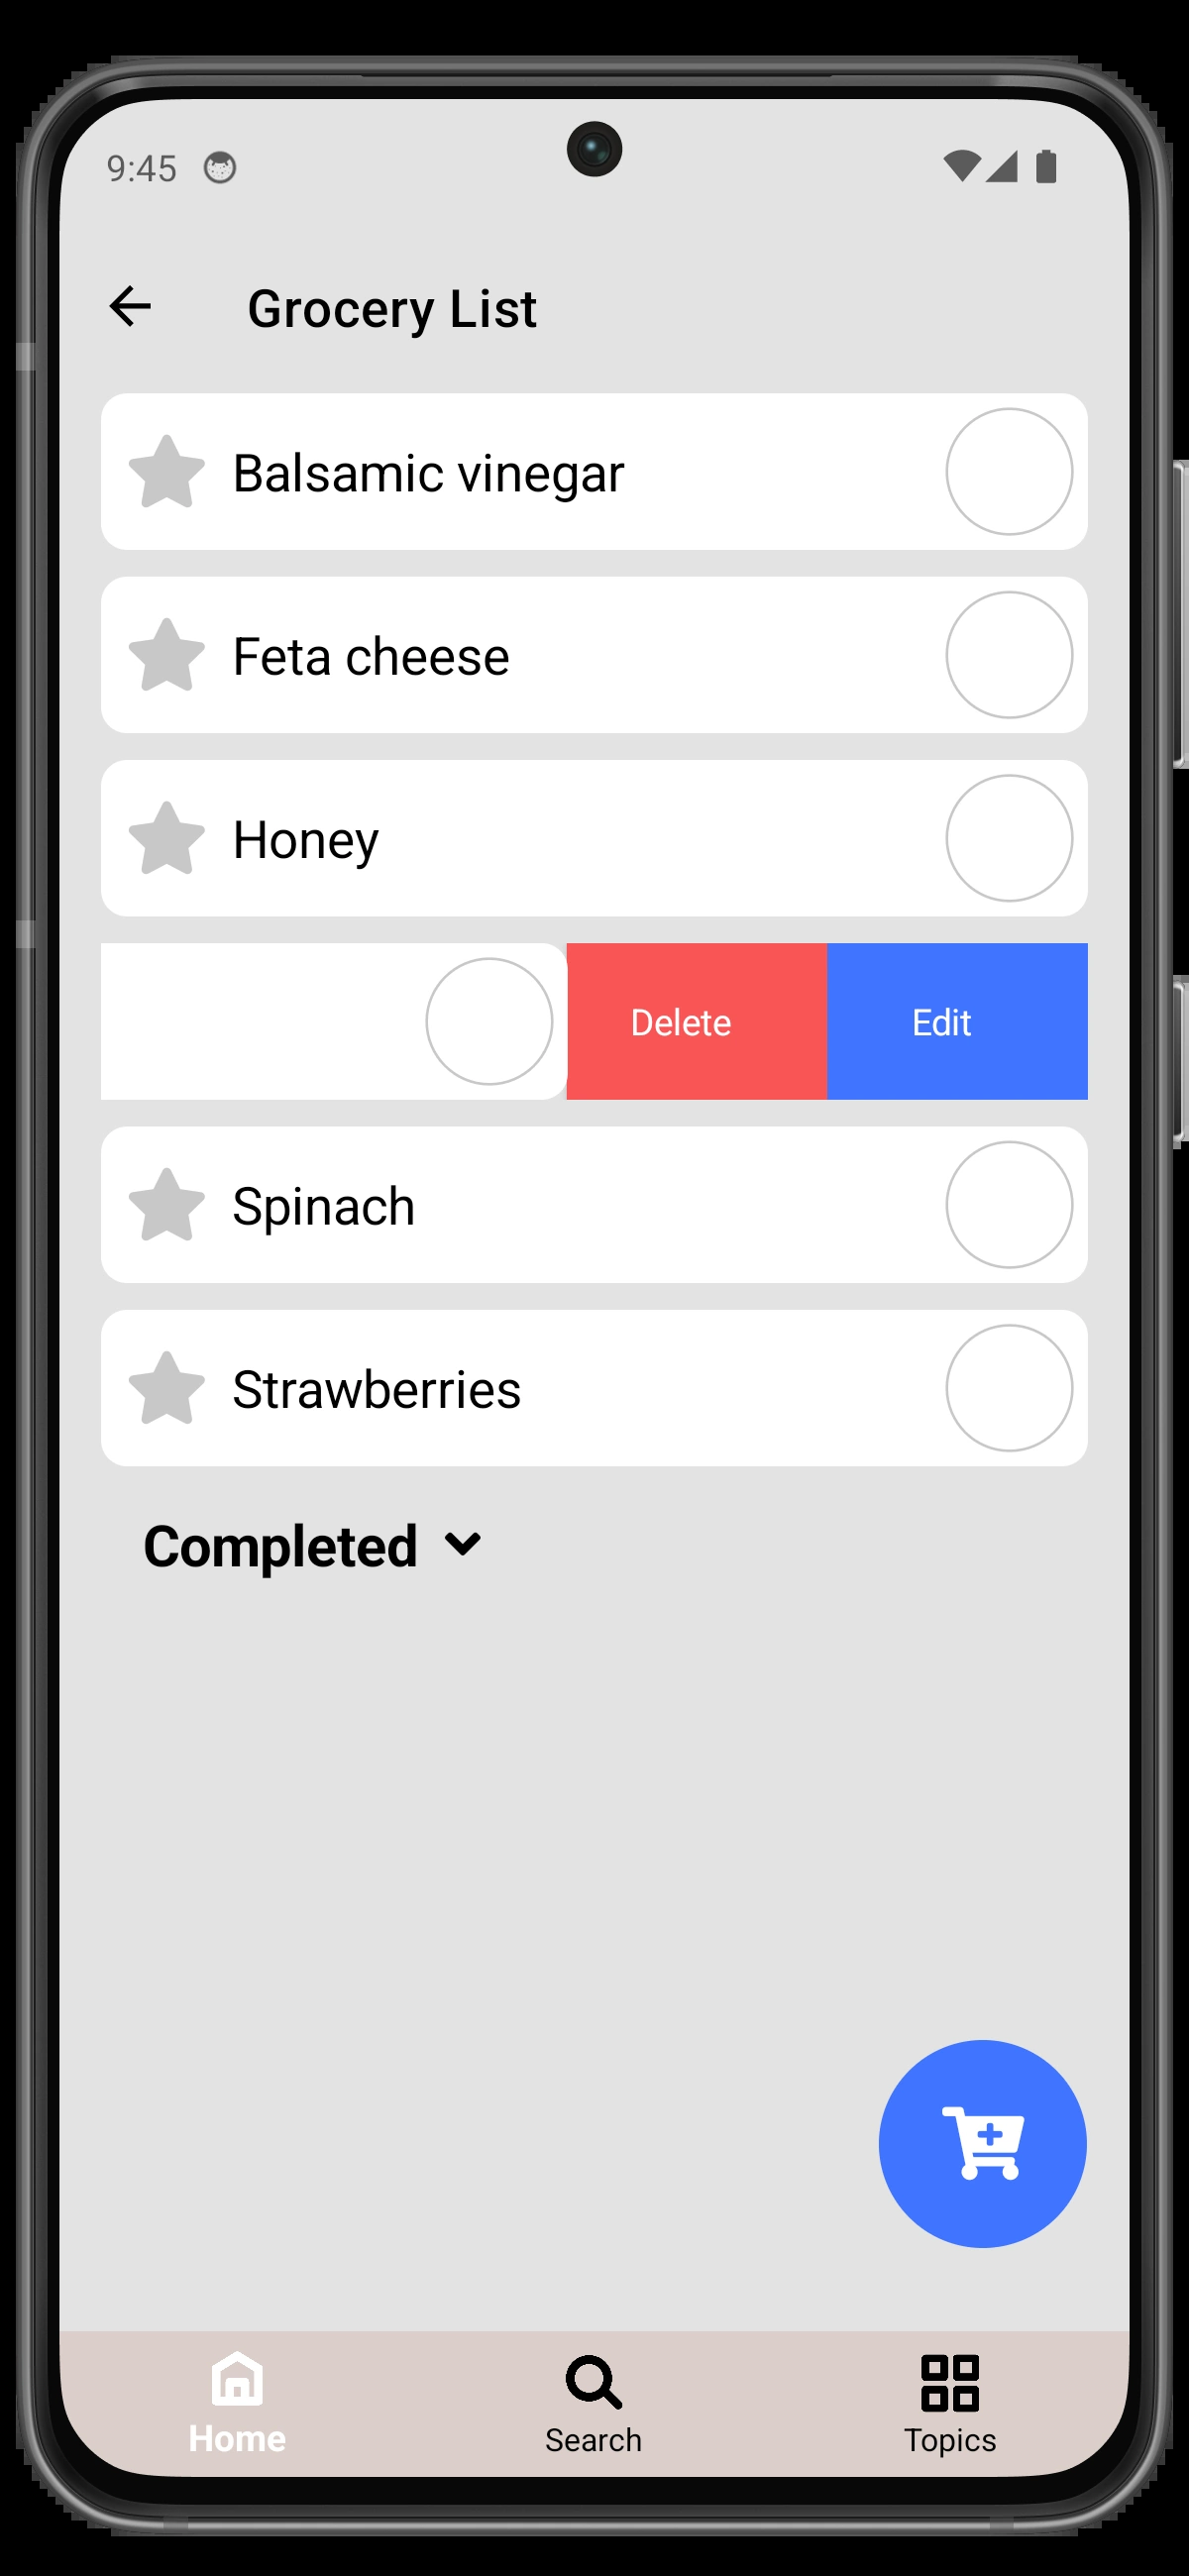 9:45
Grocery List
Balsamic vinegar
Feta cheese
Honey
Delete Edit
Spinach
Strawberries
Completed
Home Search Topics